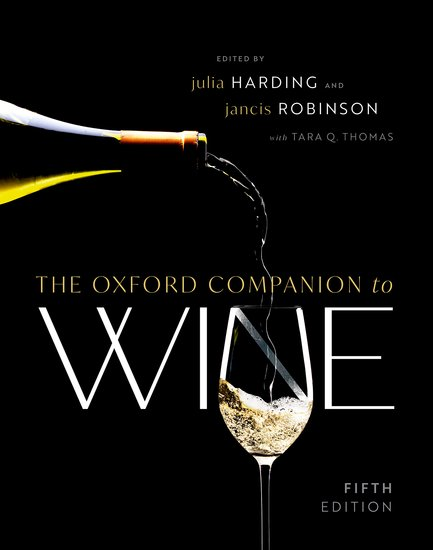 EDITED BY
julia HARDING AND
jancis ROBINSON
with TARA Q. THOMAS
THE OXFORD COMPANION to
WINE
FIFTH
EDITION